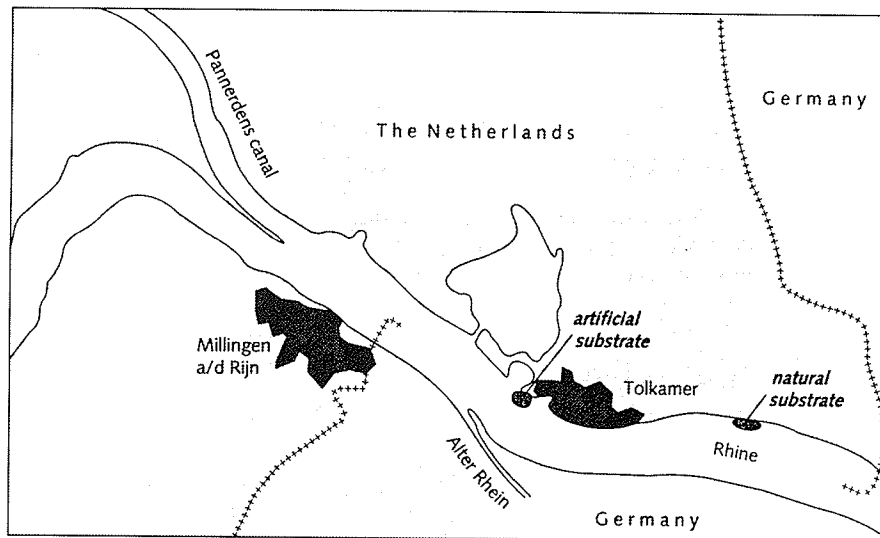 Pannerdens canal
Germany
The Netherlands
artificial
substrate
Millingen
a/d Rijn
Tolkamer
natural
substrate
Rhine
Alter Rhein
Germany